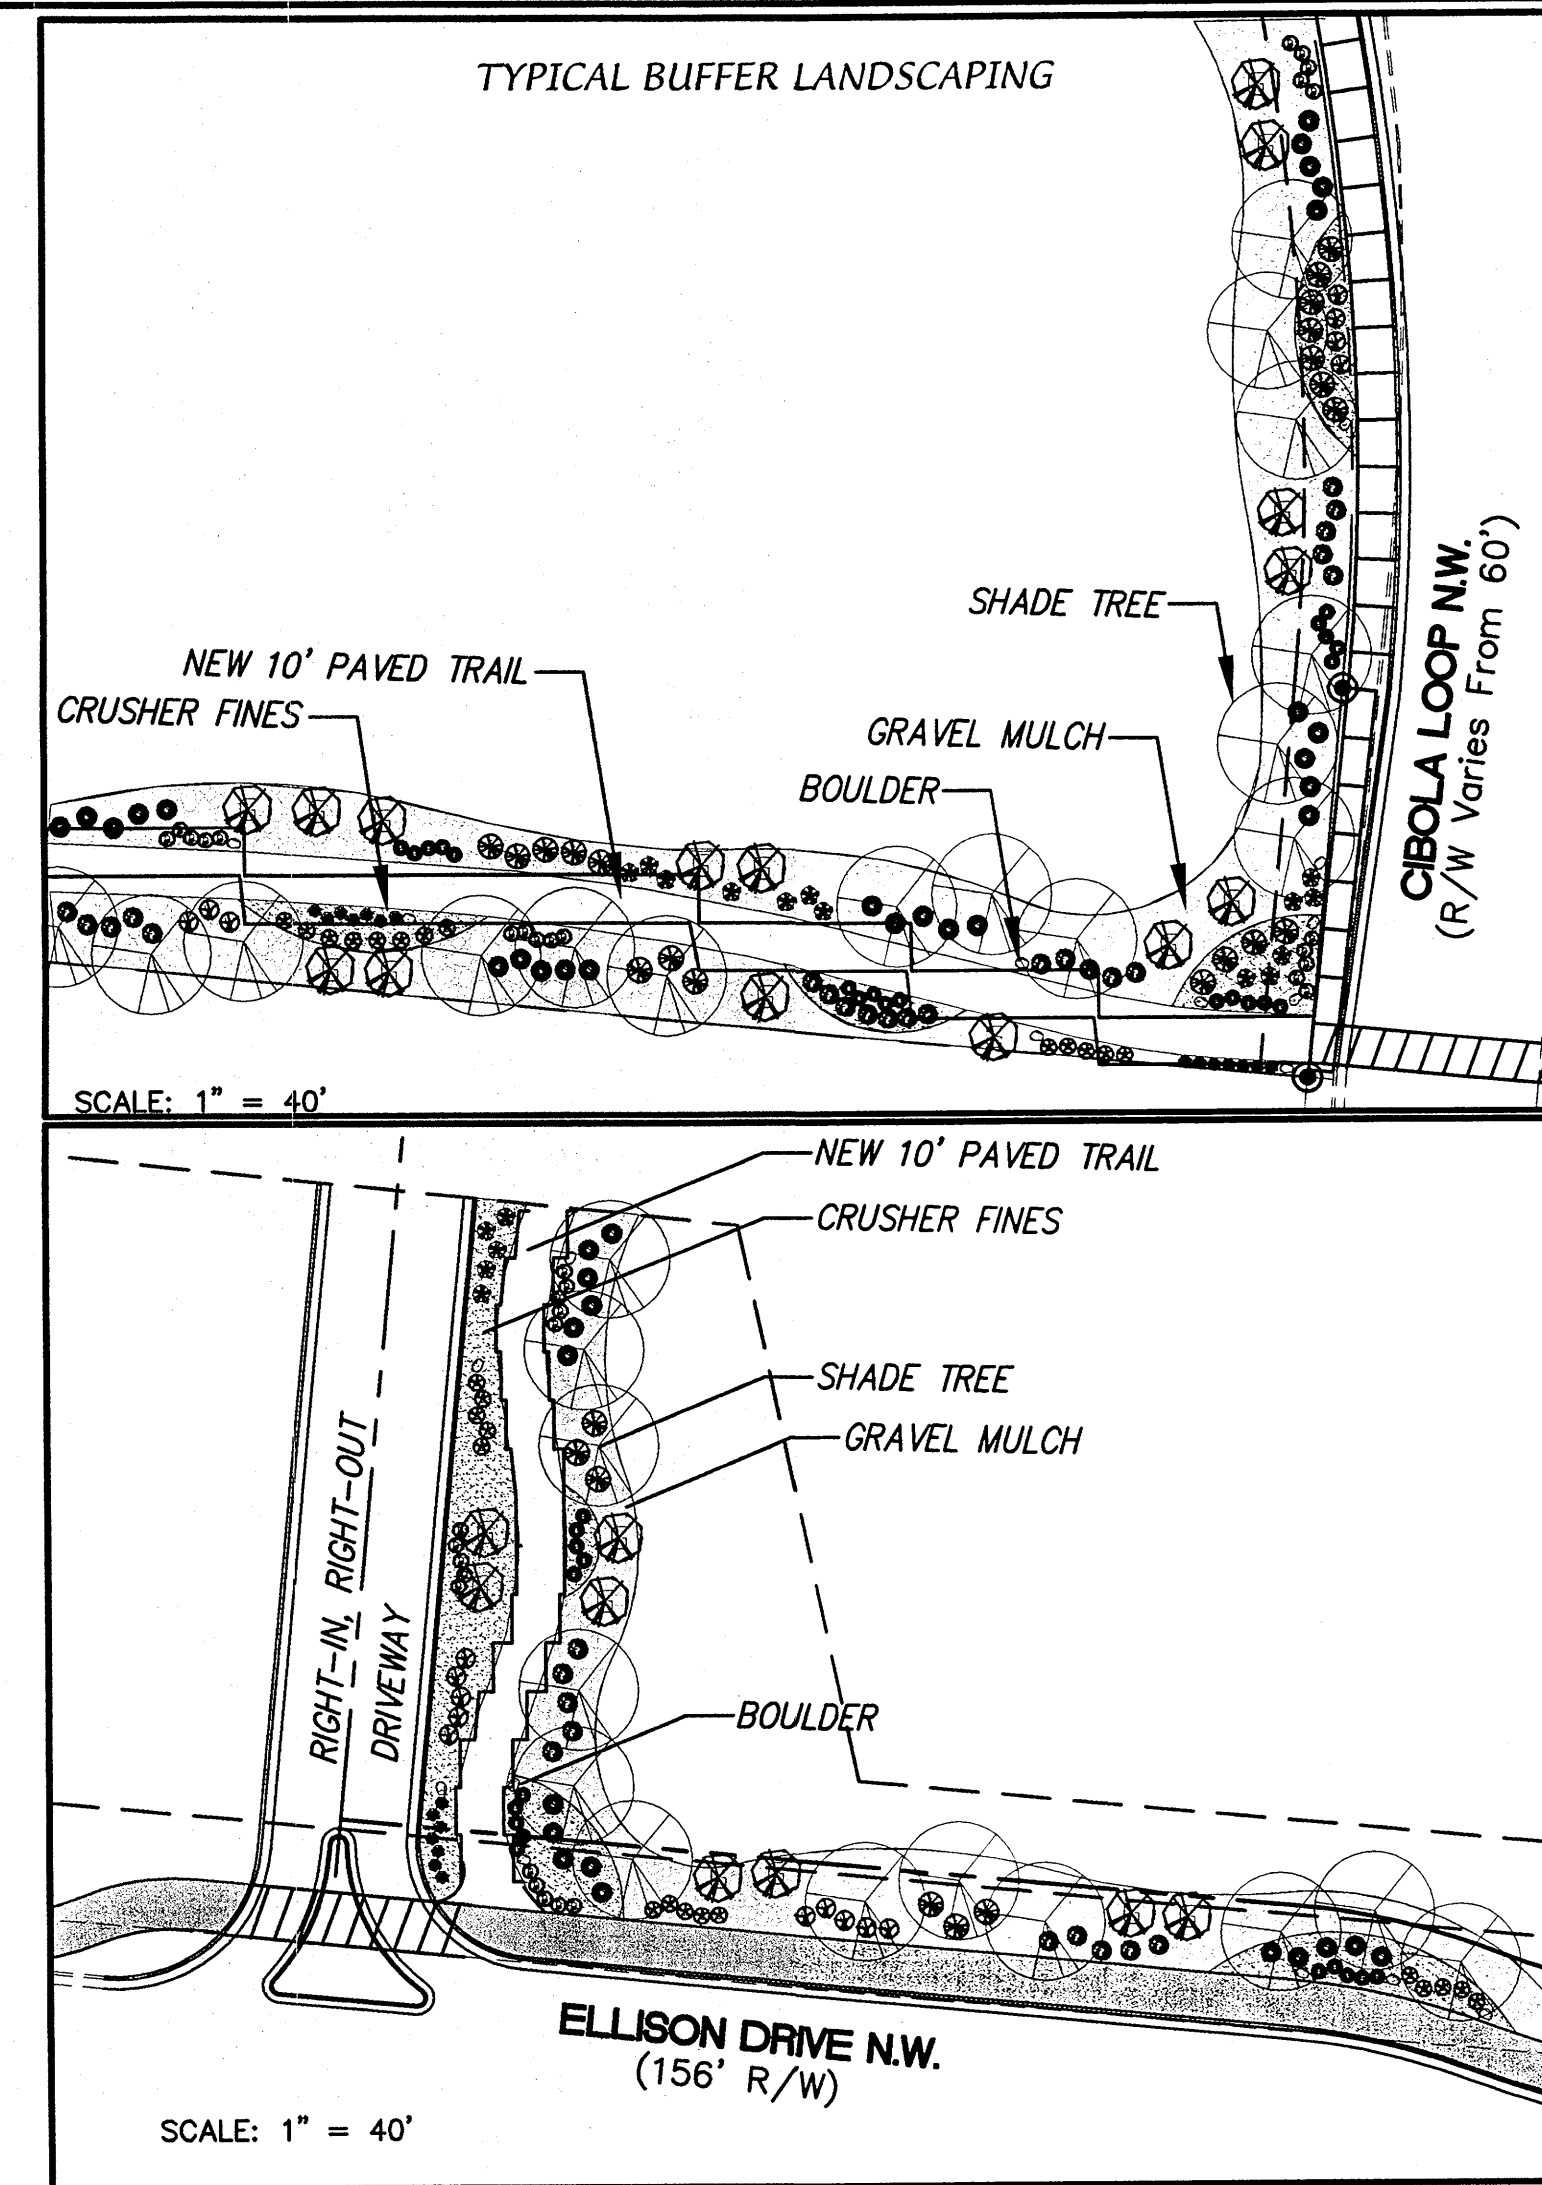 TYPICAL BUFFER LANDSCAPING
SHADE TREE
NEW 10' PAVED TRAIL
CRUSHER FINES
GRAVEL MULCH
BOULDER
CIBOLA LOOP N.W.
(R/W Varies From 60')
SCALE: 1" = 40'
NEW 10' PAVED TRAIL
CRUSHER FINES
SHADE TREE
GRAVEL MULCH
RIGHT-IN, RIGHT-OUT
DRIVEWAY
BOULDER
ELLISON DRIVE N.W.
(156' R/W)
SCALE: 1" = 40'